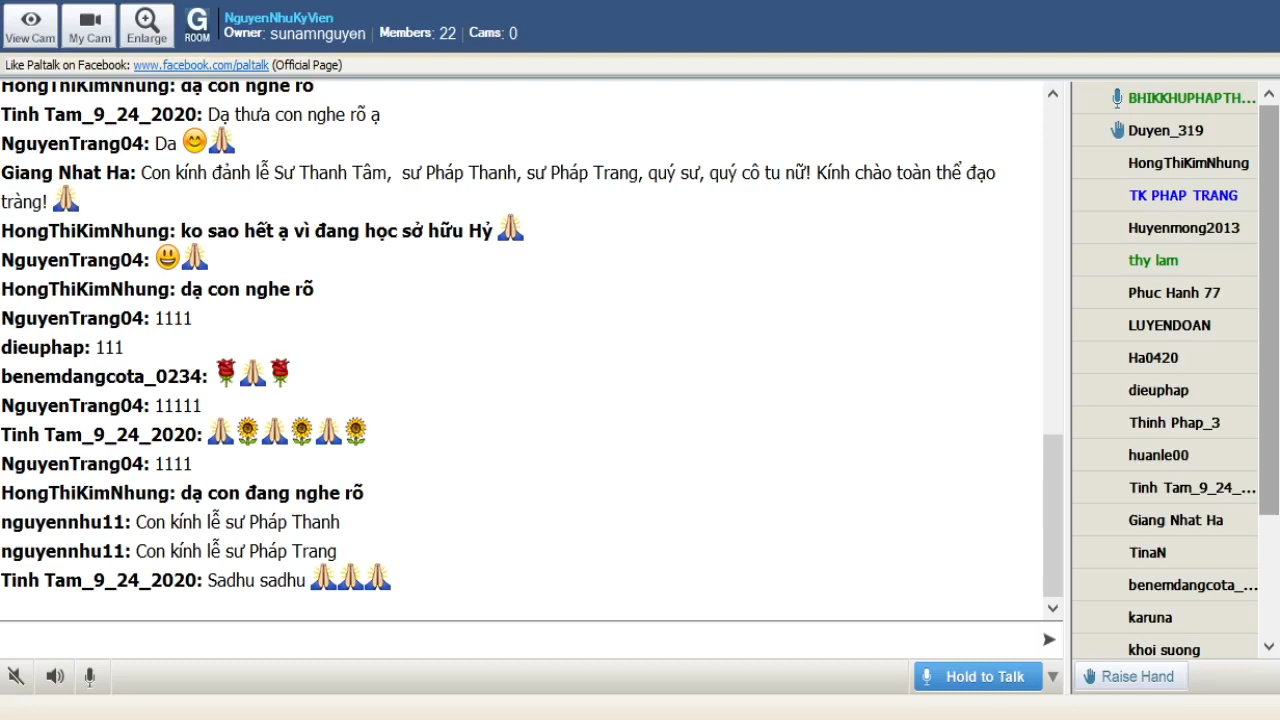 View Cam
My Cam
Enlarge
G
ROOM
NguyenNhuKyVien
Owner: sunamnguyen | Members: 22 | Cams: 0
Like Paltalk on Facebook: www.facebook.com/paltalk (Official Page)
HongThiKimNhung: dạ con nghe rõ
Tinh Tam_9_24_2020: Dạ thưa con nghe rõ ạ
NguyenTrang04: Da 😊🙏
Giang Nhat Ha: Con kính đảnh lễ Sư Thanh Tâm, sư Pháp Thanh, sư Pháp Trang, quý sư, quý cô tu nữ! Kính chào toàn thể đạo
tràng! 🙏
HongThiKimNhung: ko sao hết ạ vì đang học sở hữu Hỷ 🙏
NguyenTrang04: 😃🙏
HongThiKimNhung: dạ con nghe rõ
NguyenTrang04: 1111
dieuphap: 111
benemdangcota_0234: 🌹🙏🌹
NguyenTrang04: 11111
Tinh Tam_9_24_2020: 🙏🌻🙏🌻🙏🌻
NguyenTrang04: 1111
HongThiKimNhung: dạ con đang nghe rõ
nguyennhu11: Con kính lễ sư Pháp Thanh
nguyennhu11: Con kính lễ sư Pháp Trang
Tinh Tam_9_24_2020: Sadhu sadhu 🙏🙏🙏
Hold to Talk
BHIKKHUPHAPTH...
Duyen_319
HongThiKimNhung
TK PHAP TRANG
Huyenmong2013
thy lam
Phuc Hanh 77
LUYENDOAN
Ha0420
dieuphap
Thinh Phap_3
huanle00
Tinh Tam_9_24_...
Giang Nhat Ha
TinaN
benemdangcota_...
karuna
khoi suong
Raise Hand